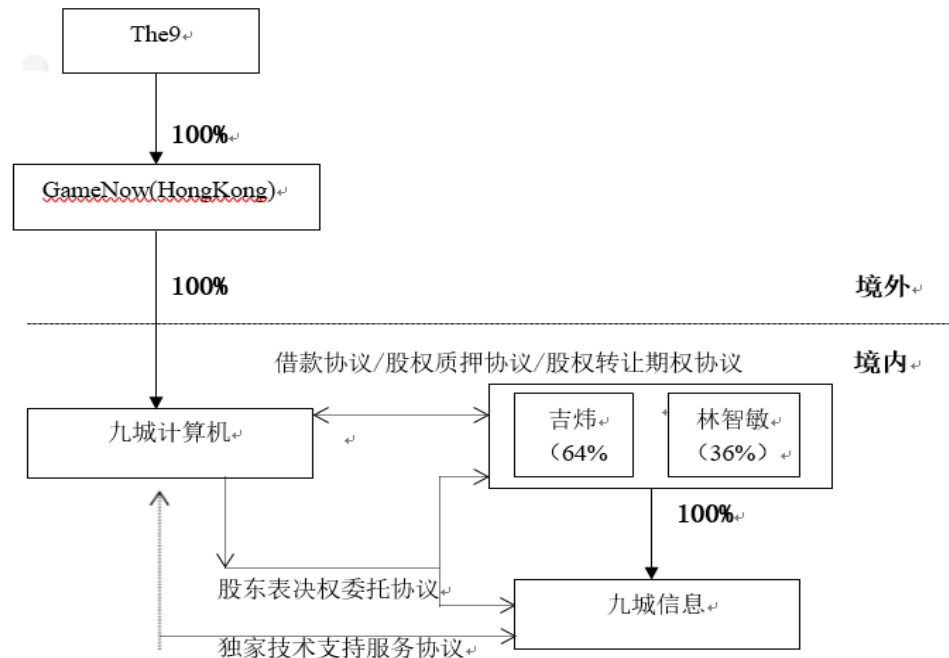 The9
100%
GameNow(HongKong)
100%
境外
借款协议/股权质押协议/股权转让期权协议
境内
九城计算机
吉炜
(64%
林智敏
(36%)
100%
股东表决权委托协议
九城信息
独家技术支持服务协议